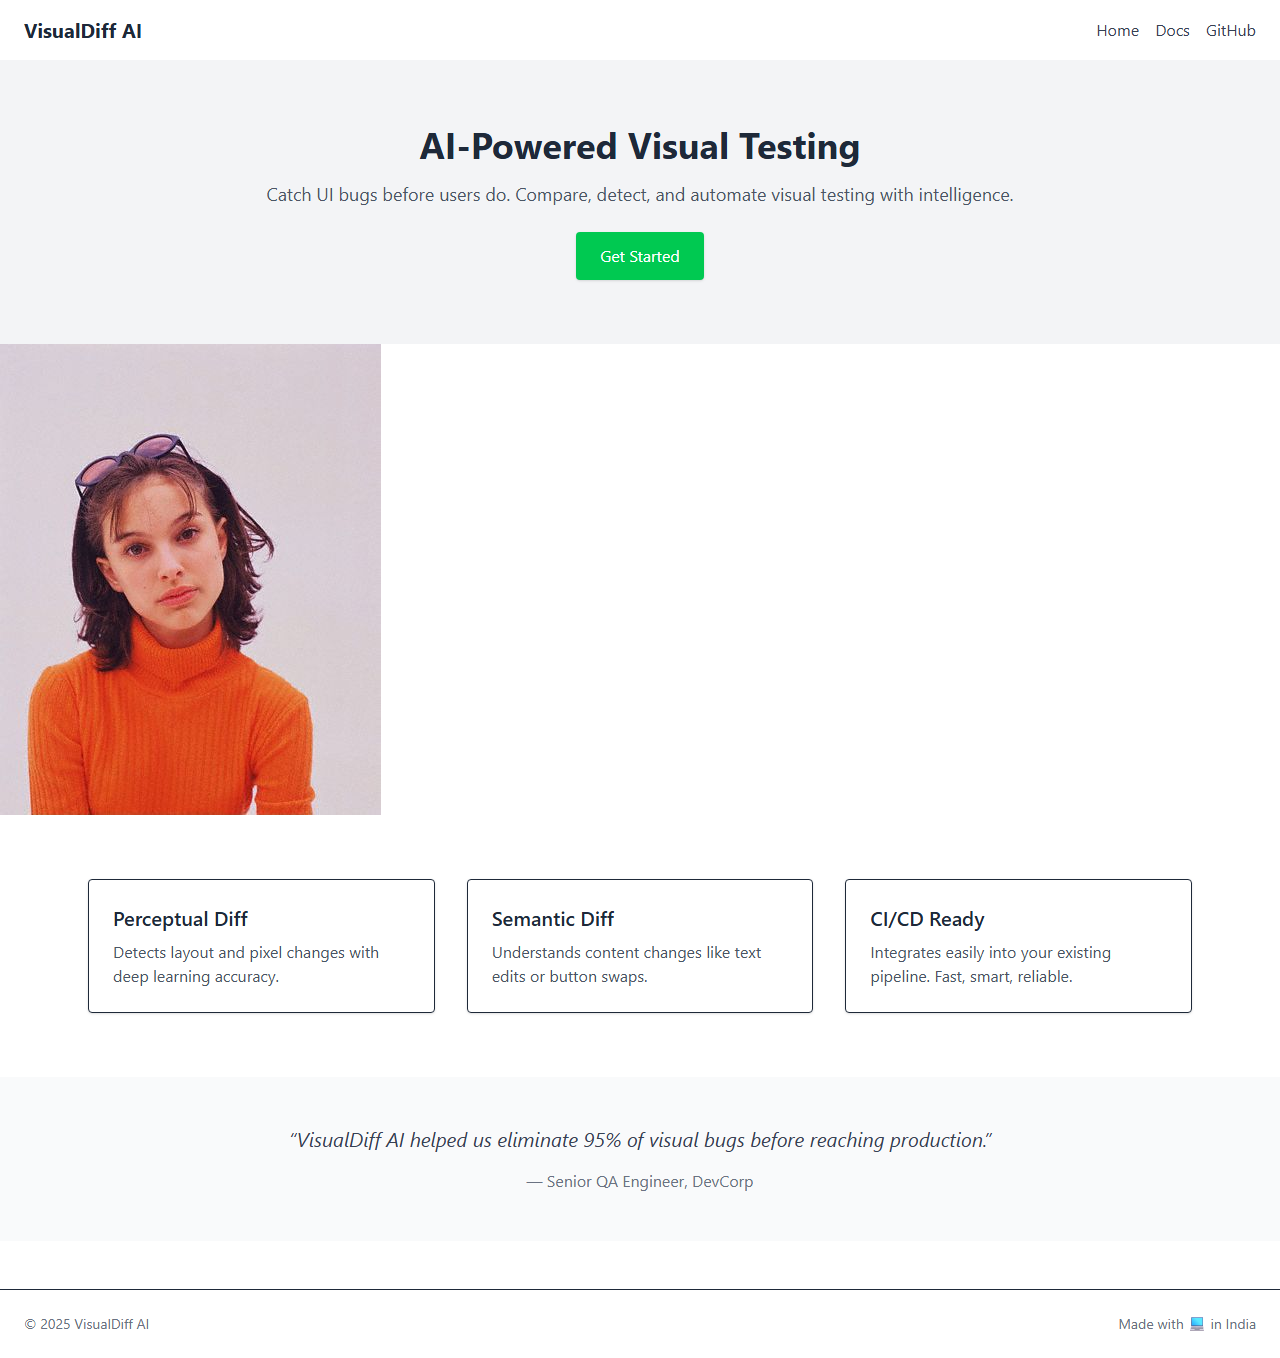 VisualDiff AI
Home Docs GitHub
AI-Powered Visual Testing
Catch UI bugs before users do. Compare, detect, and automate visual testing with intelligence.
Get Started
Perceptual Diff
Detects layout and pixel changes with
deep learning accuracy.
Semantic Diff
Understands content changes like text
edits or button swaps.
CI/CD Ready
Integrates easily into your existing
pipeline. Fast, smart, reliable.
“VisualDiff AI helped us eliminate 95% of visual bugs before reaching production.”
— Senior QA Engineer, DevCorp
© 2025 VisualDiff AI
Made with 💻 in India